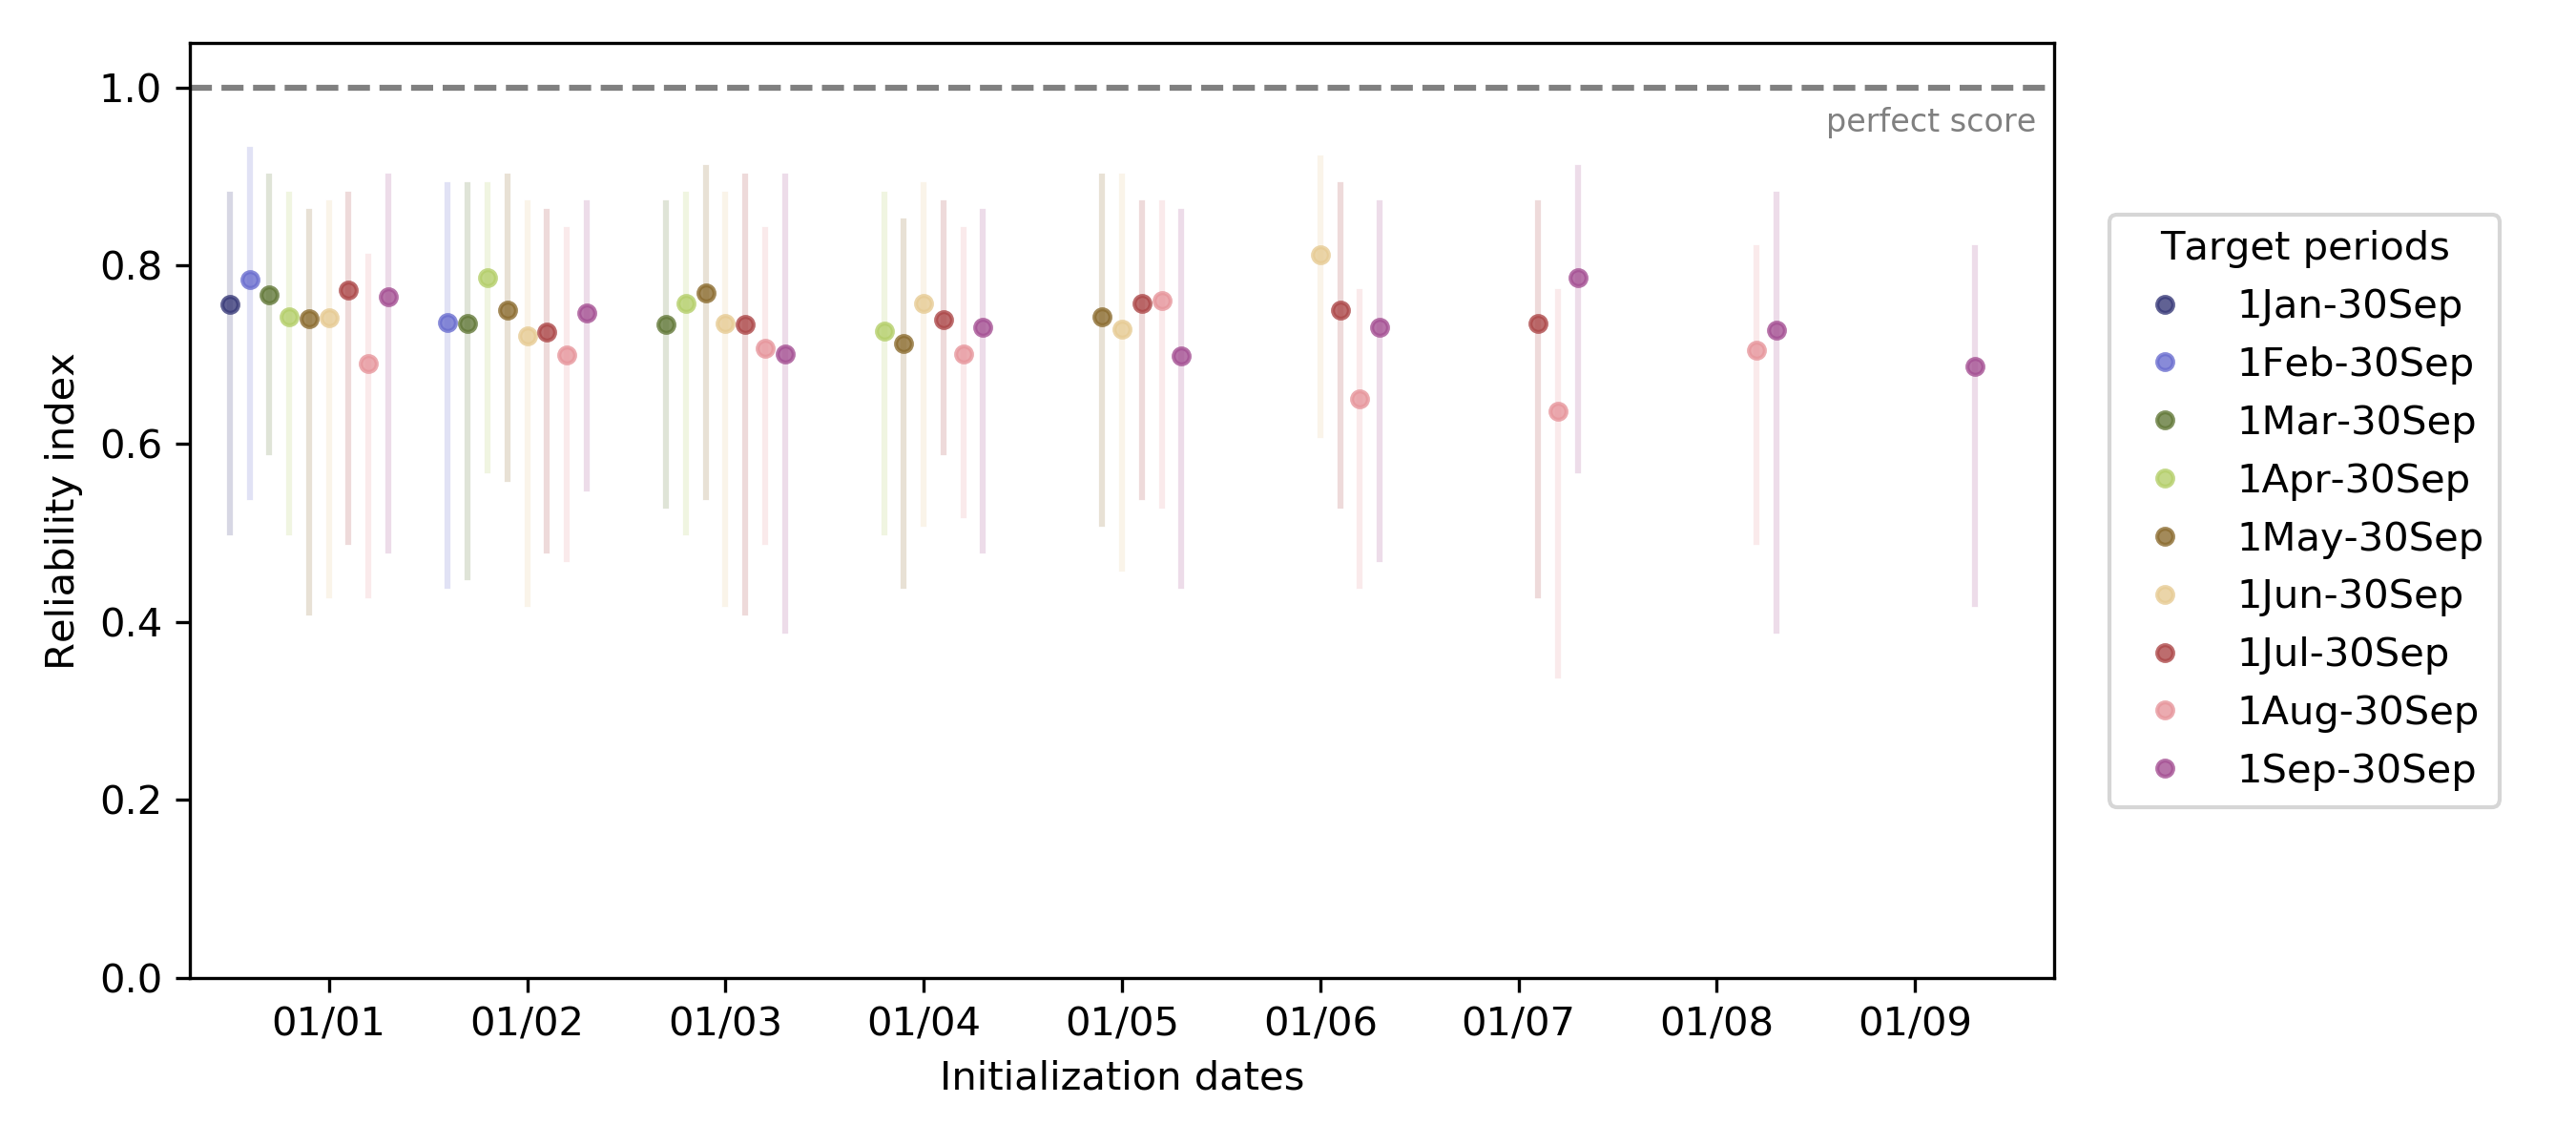 1.0
0.8
0.6
0.4
0.2
0.0
Reliability index
perfect score
01/01
01/02
01/03
01/04
01/05
01/06
01/07
01/08
01/09
Initialization dates
Target periods
1Jan-30Sep
1Feb-30Sep
1Mar-30Sep
1Apr-30Sep
1May-30Sep
1Jun-30Sep
1Jul-30Sep
1Aug-30Sep
1Sep-30Sep